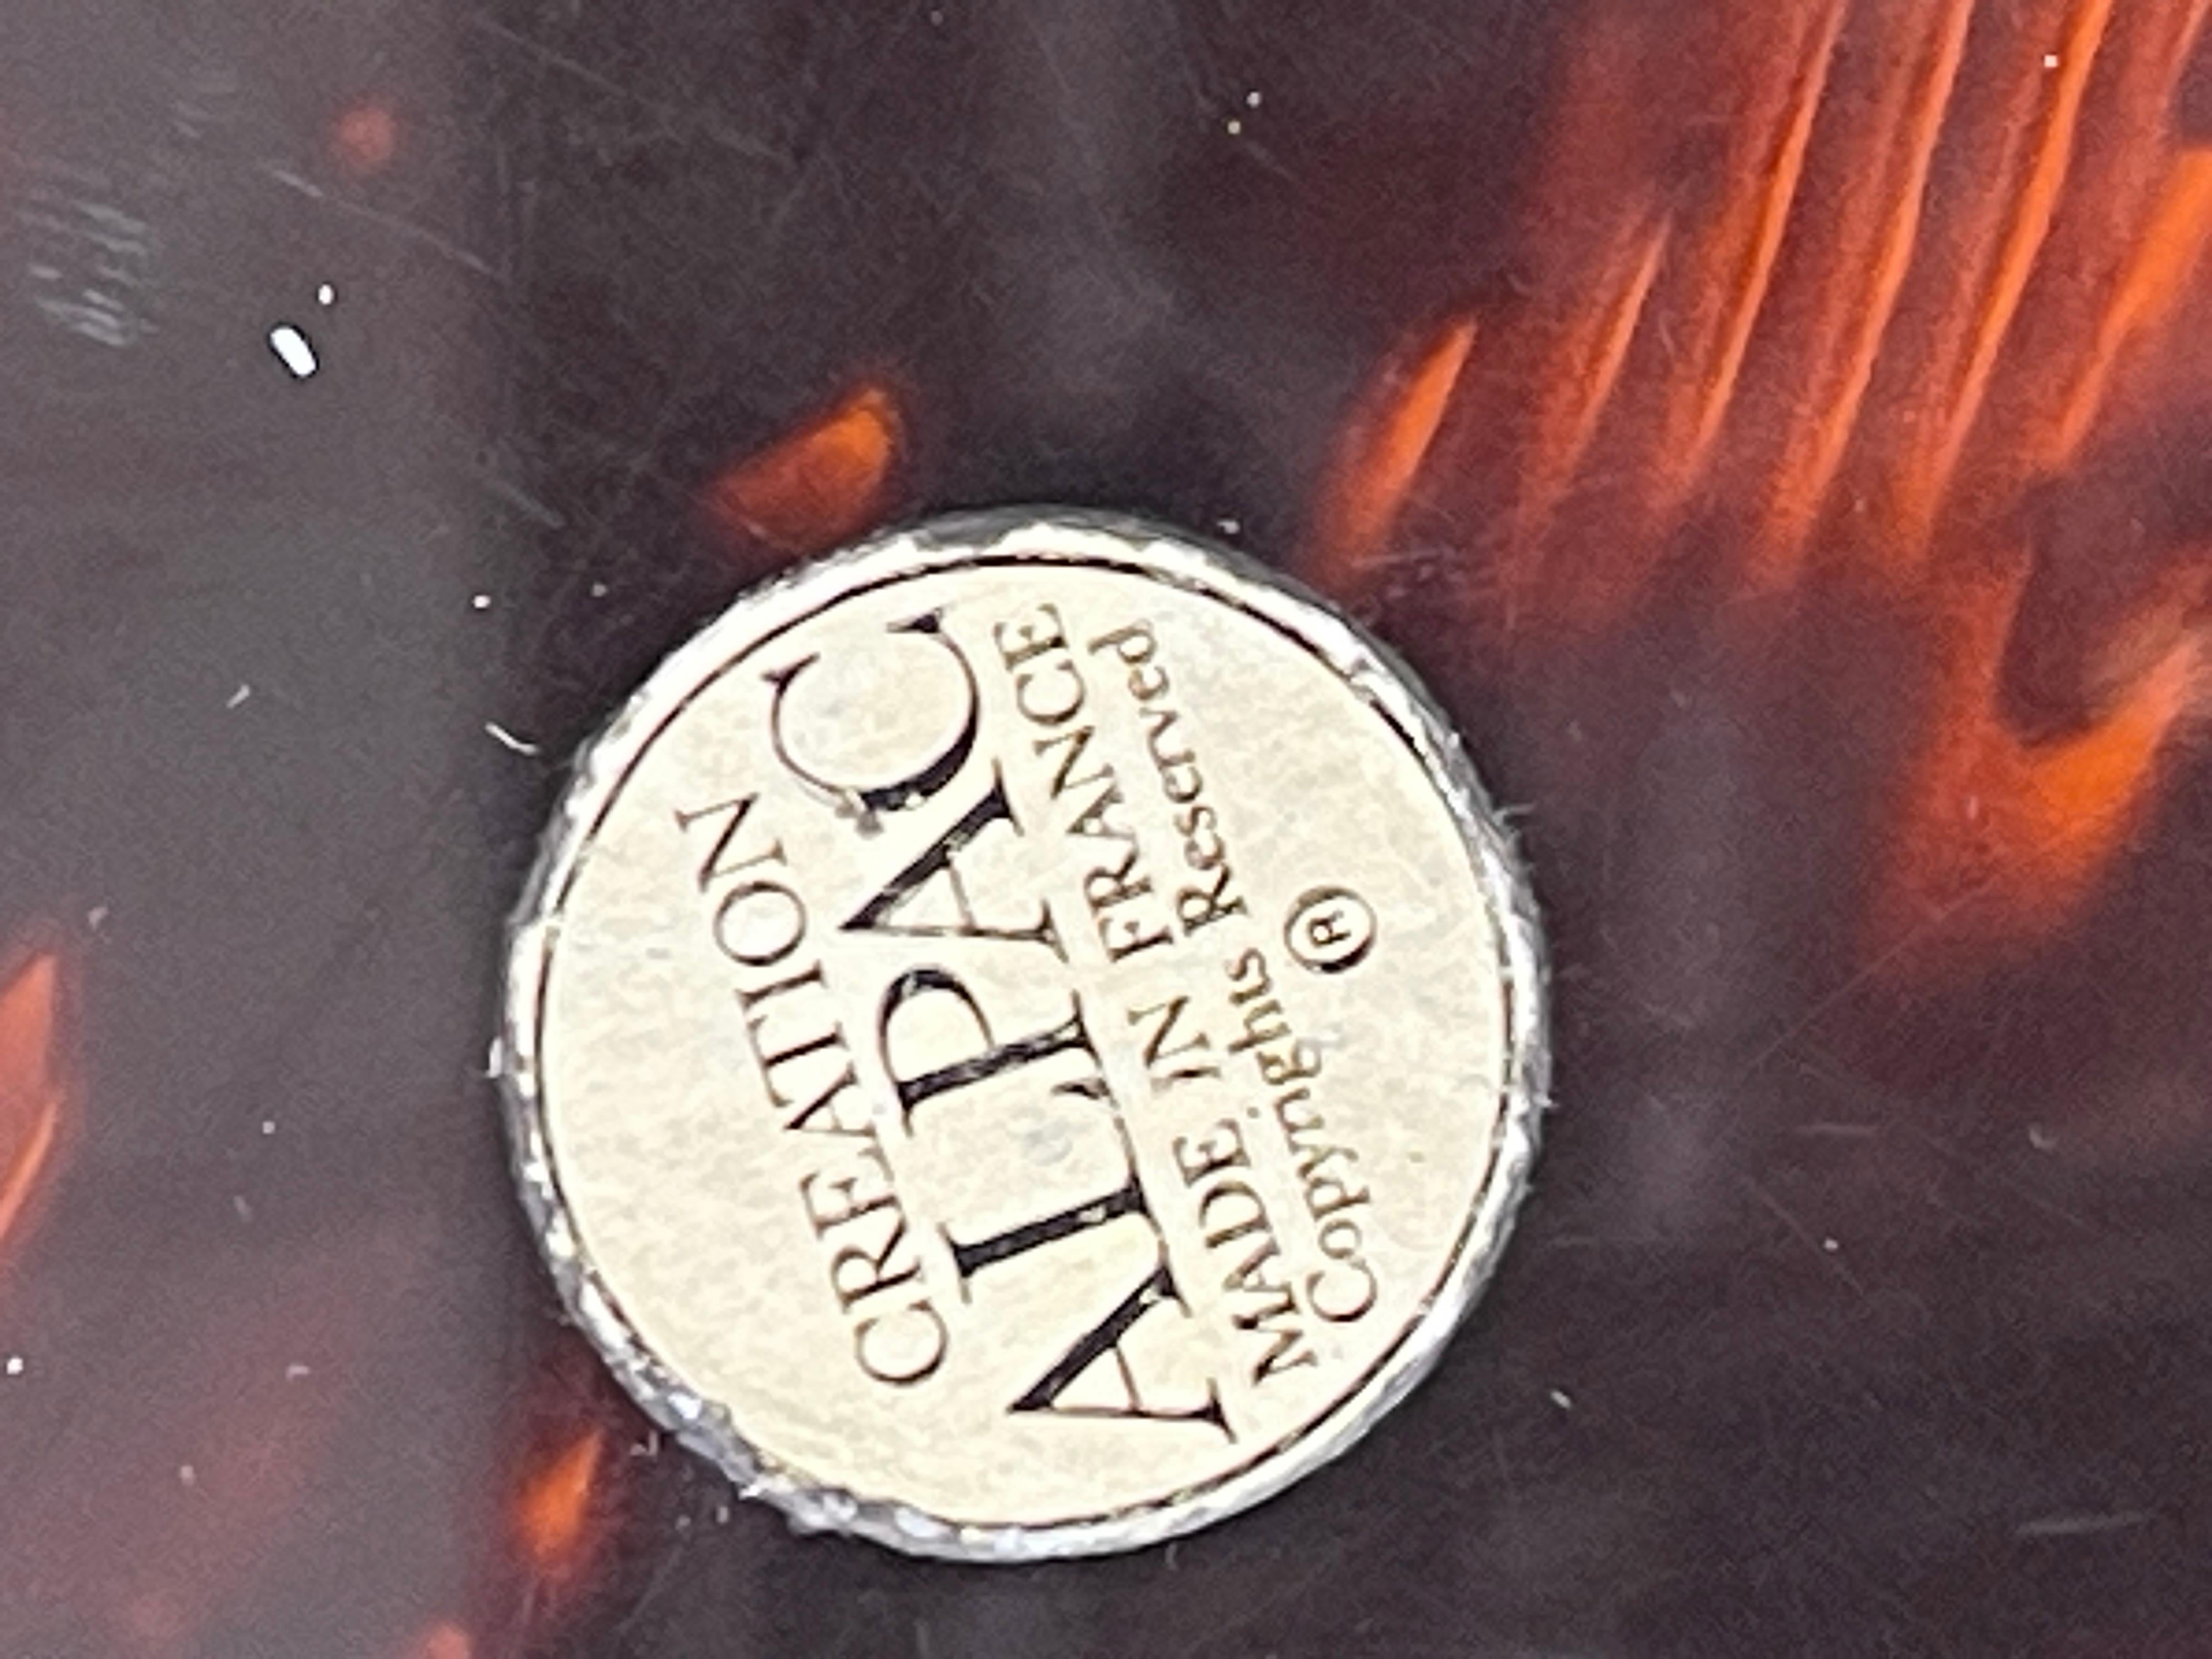 CREATION
ALPAC
MADE IN FRANCE
Copyrights Reserved
®